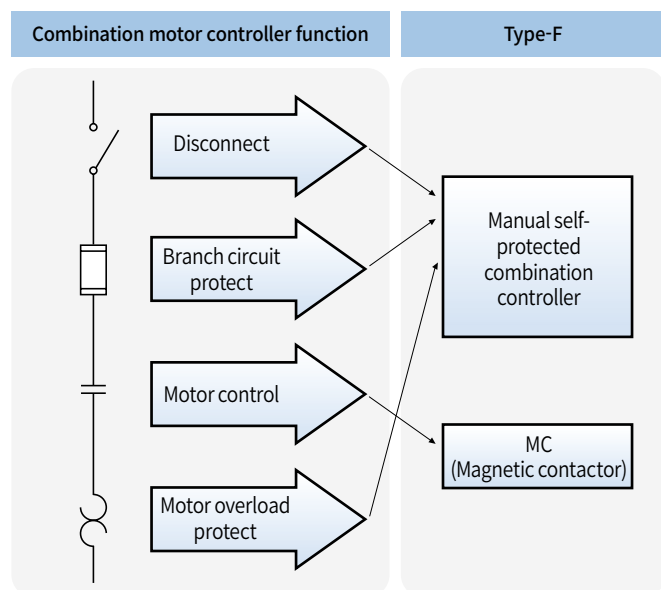 Combination motor controller function
Type-F
Disconnect
Branch circuit
protect
Motor control
Motor overload
protect
Manual self-
protected
combination
controller
MC
(Magnetic contactor)